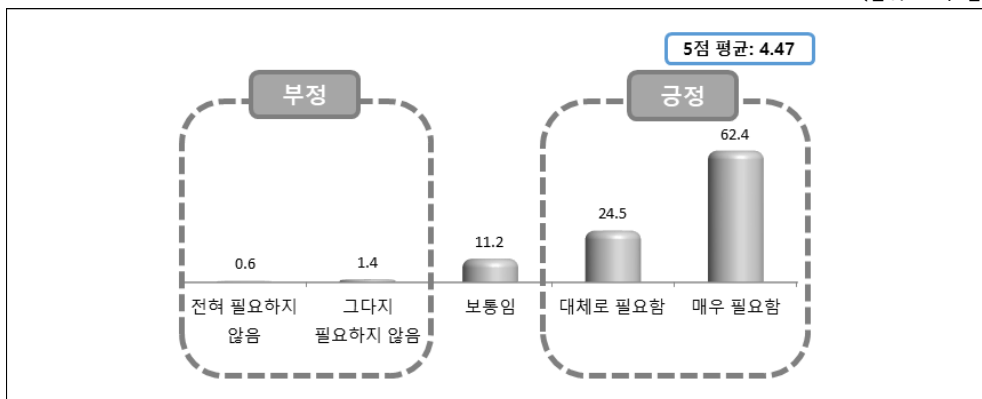 5점 평균: 4.47
부정
긍정
62.4
24.5
11.2
1.4
0.6
전혀 필요하지
않음
그다지
필요하지 않음
보통임
대체로 필요함
매우 필요함